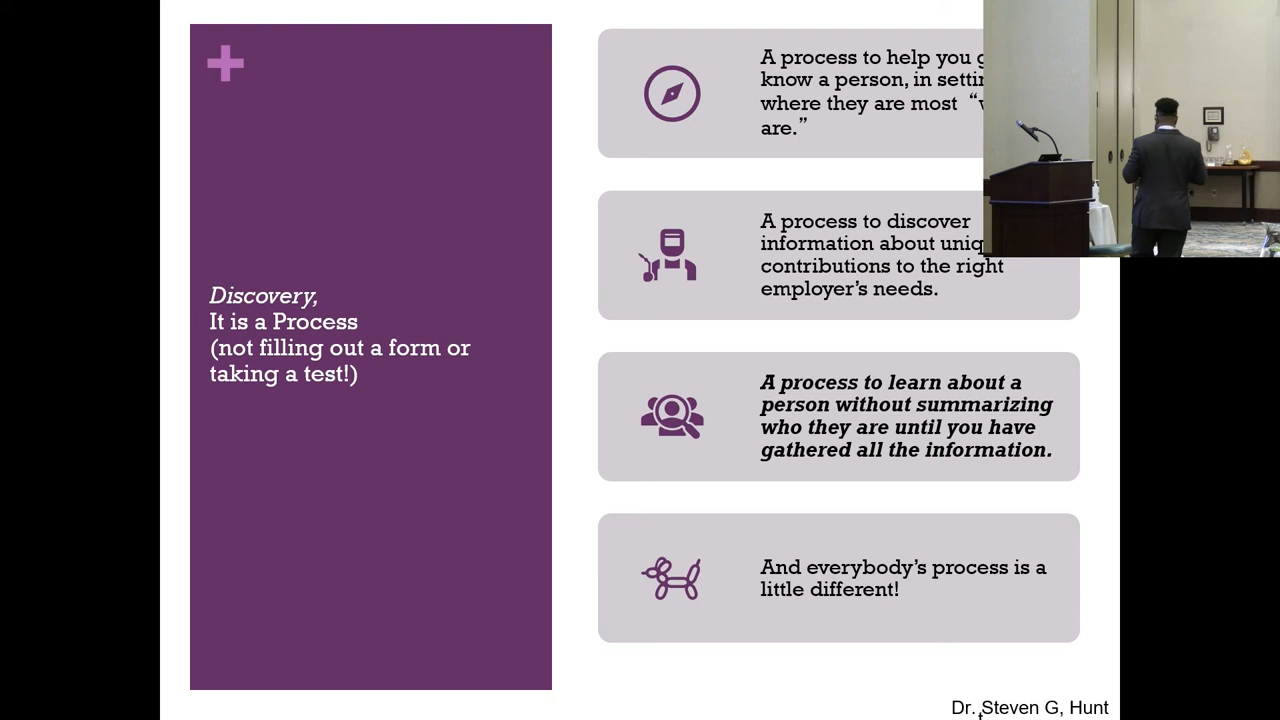 Discovery,
It is a Process
(not filling out a form or
taking a test!)
A process to help you
know a person, in
where they are most
are.”
A process to discover
information about
contributions to the right
employer’s needs.
A process to learn about a
person without summarizing
who they are until you have
gathered all the information.
And everybody’s process is a
little different!
Dr. Steven G, Hunt